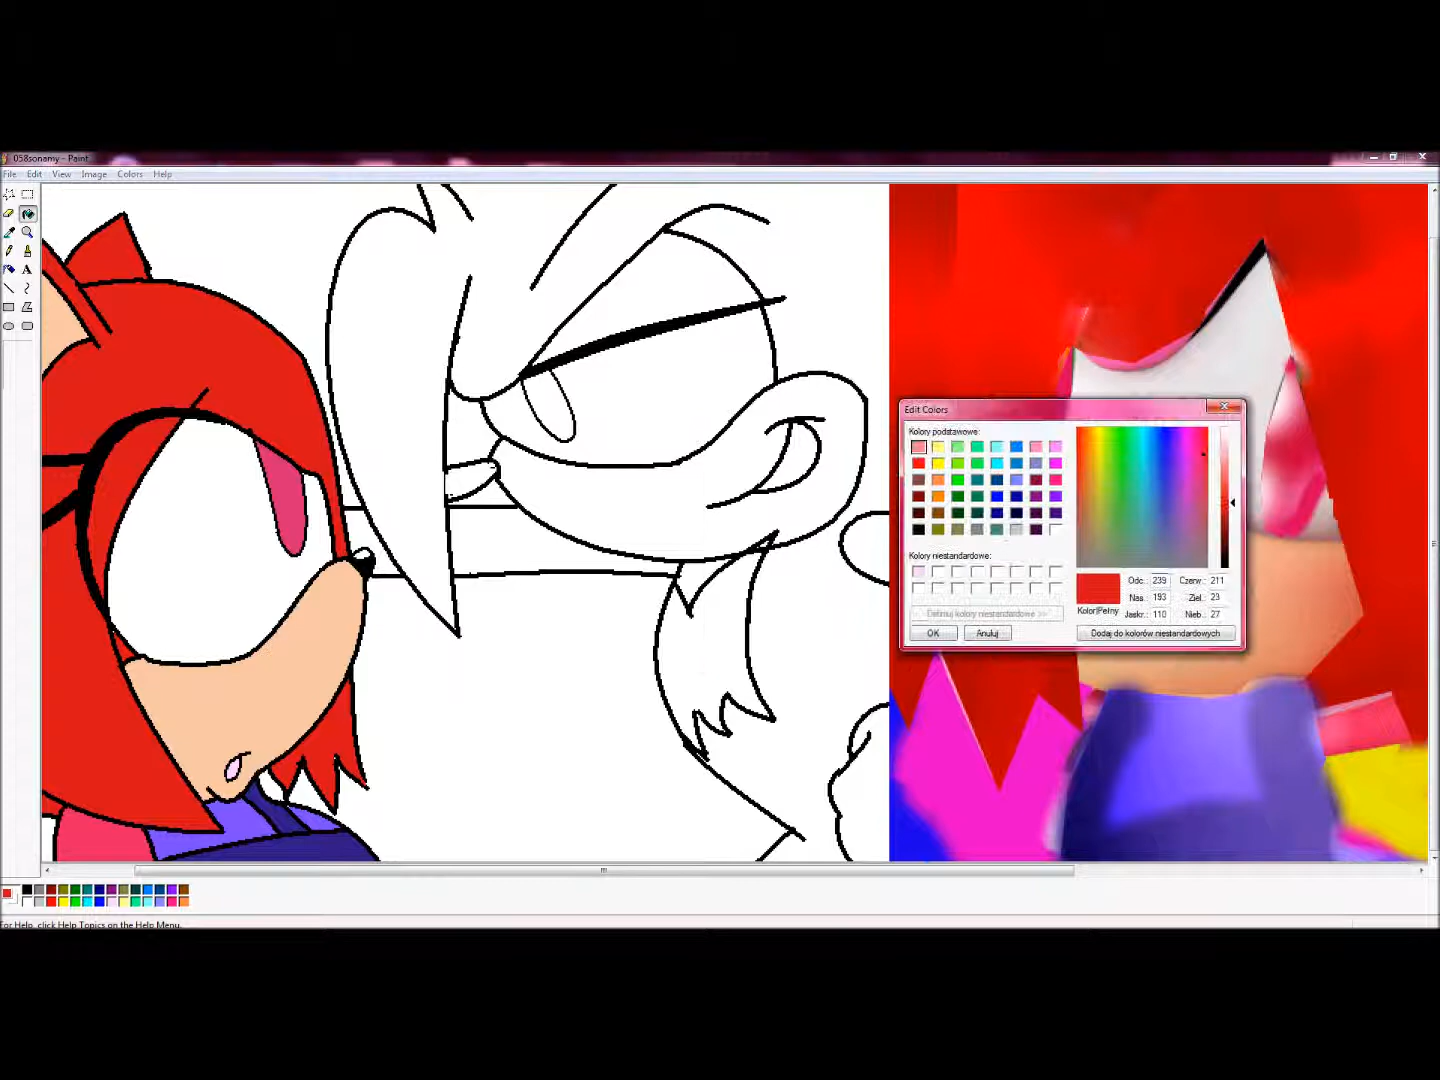 058sonamy - Paint
File Edit View Image Colors Help
A
Edit Colors
Kolory podstawowe:
Kolory niestandardowe:
Definiuj kolory niestandardowe >>
OK
Anuluj
Kolor|Pełny
Odc.: 239
Nas.: 193
Jaskr.: 110
Czerw.: 211
Ziel.: 23
Nieb.: 27
Dodaj do kolorów niestandardowych
For Help, click Help Topics on the Help Menu.